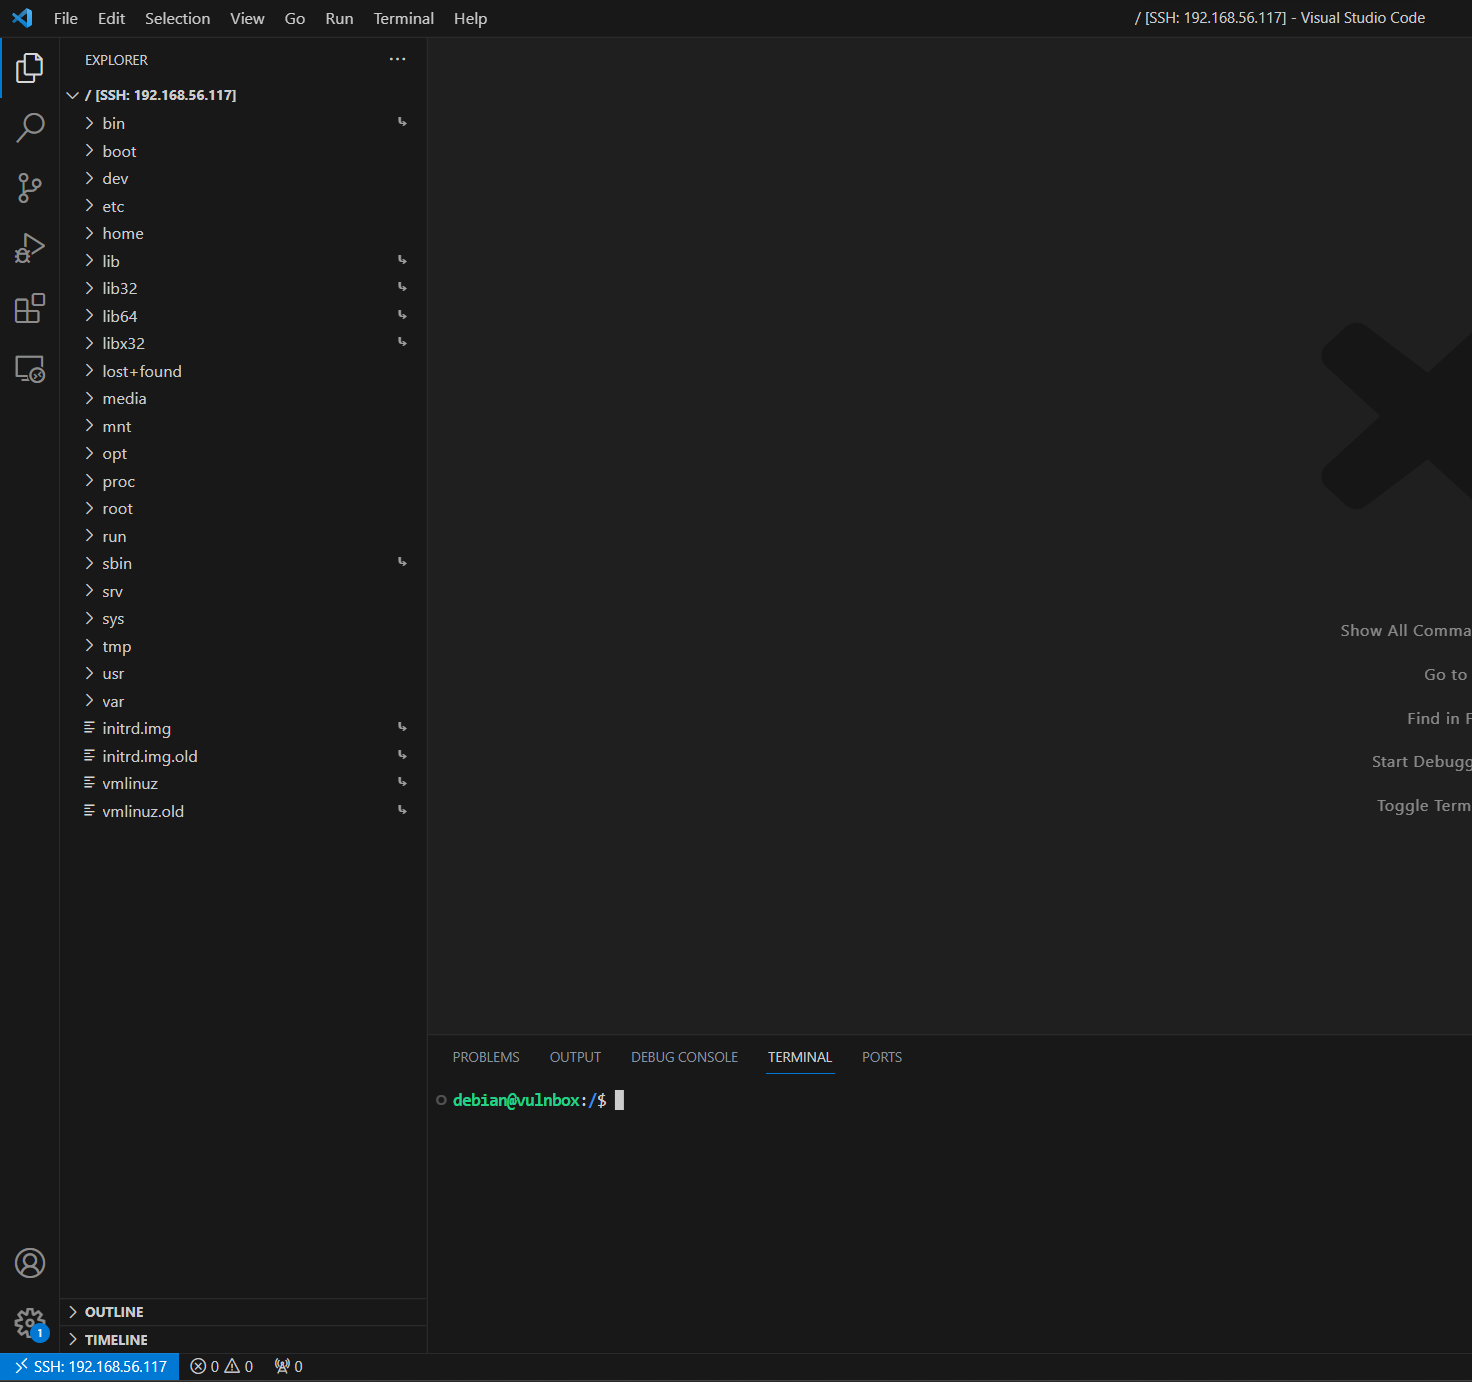 File Edit Selection View Go Run Terminal Help
/ [SSH: 192.168.56.117] - Visual Studio Code
EXPLORER
/ [SSH: 192.168.56.117]
bin
boot
dev
etc
home
lib
lib32
lib64
libx32
lost+found
media
mnt
opt
proc
root
run
sbin
srv
sys
tmp
usr
var
initrd.img
initrd.img.old
vmlinuz
vmlinuz.old
OUTLINE
TIMELINE
Show All Comma
Go to
Find in F
Start Debugg
Toggle Term
PROBLEMS OUTPUT DEBUG CONSOLE TERMINAL PORTS
debian@vulnbox:/$
1
SSH: 192.168.56.117 0 0 0